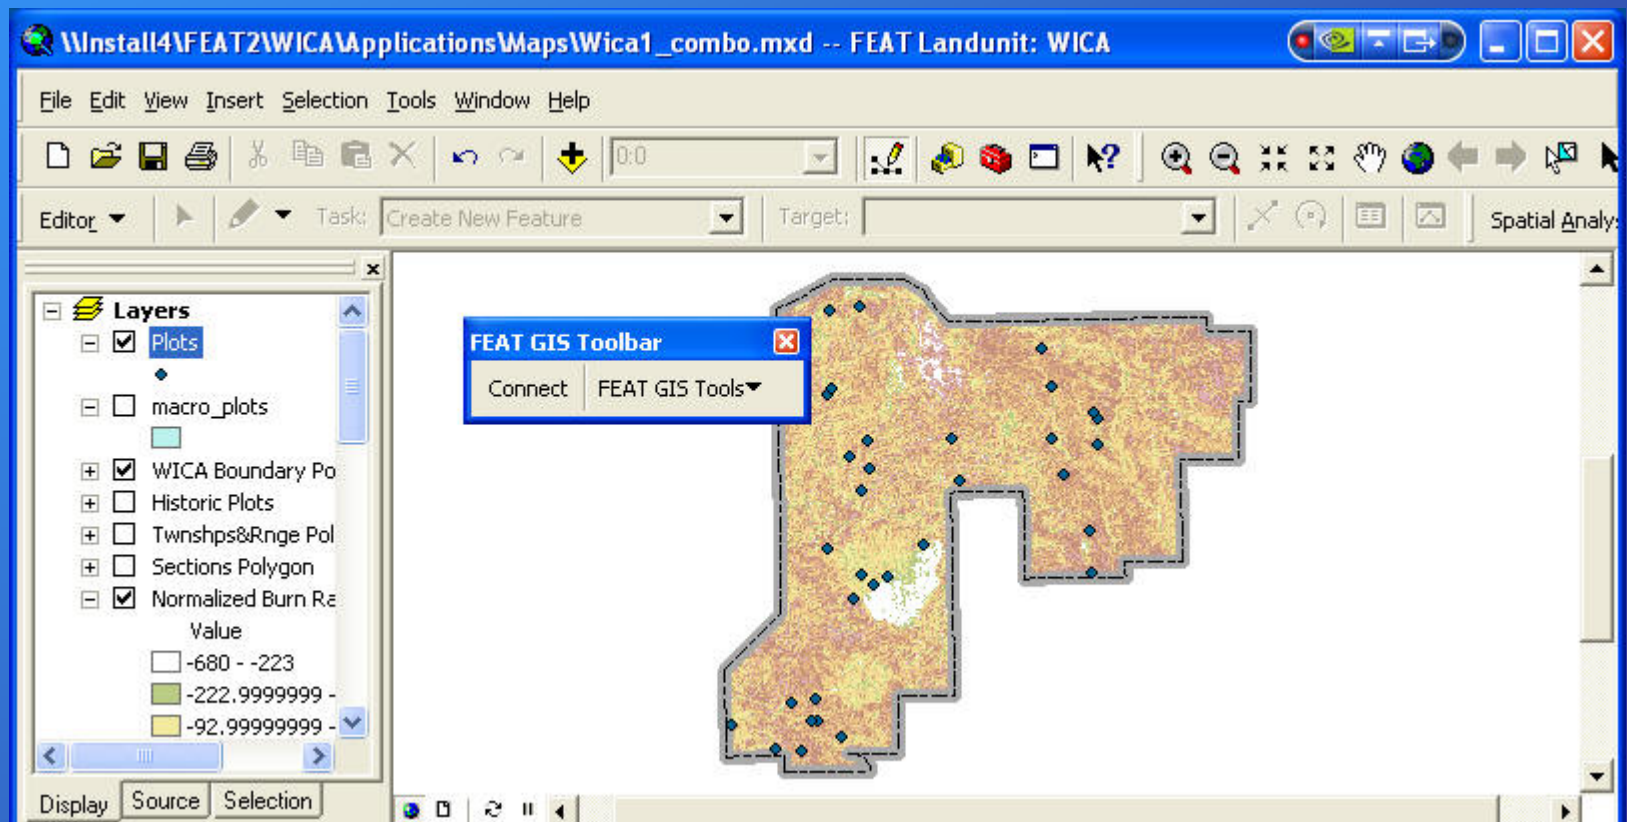 \\Install4\FEAT2\WICA\Applications\Maps\Wica1_combo.mxd -- FEAT Landunit: WICA
File Edit View Insert Selection Tools Window Help
0:0
Editor Task: Create New Feature Target: Spatial Analy
Layers
Plots
macro_plots
WICA Boundary Po
Historic Plots
Twnshps&Rnge Pol
Sections Polygon
Normalized Burn Ra
Value
-680 - -223
-222.9999999 -
-92.99999999 -
Display Source Selection
FEAT GIS Toolbar
Connect FEAT GIS Tools